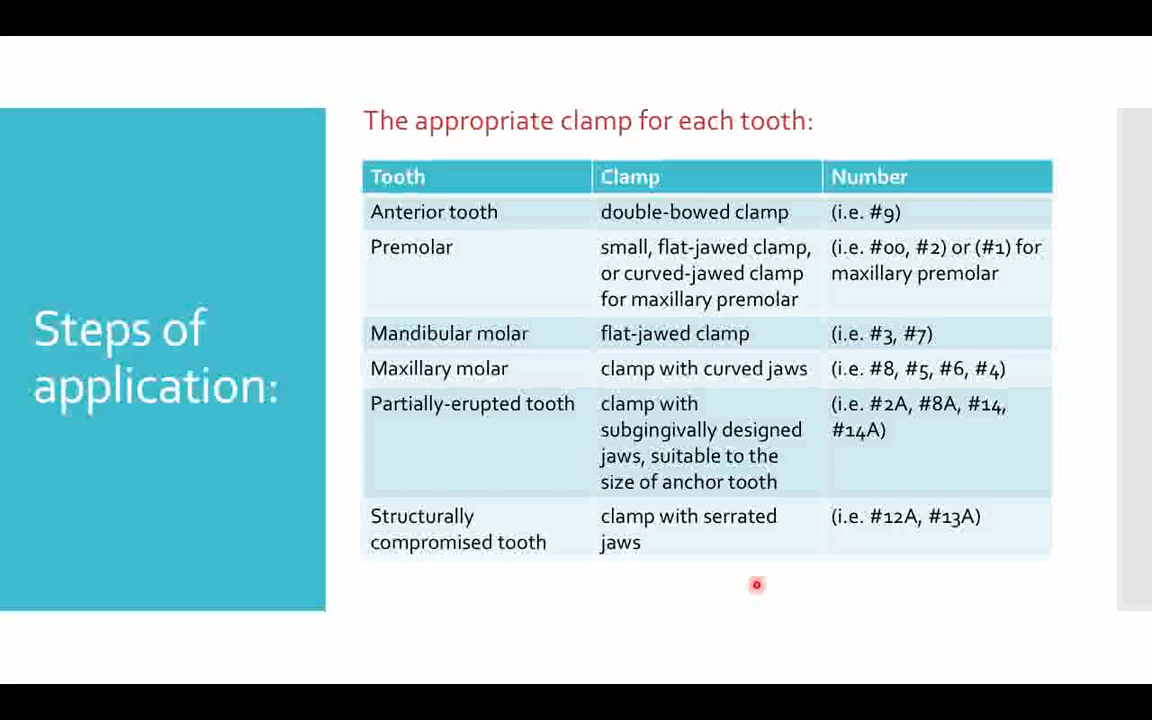 Steps of
application:
The appropriate clamp for each tooth:
Tooth Clamp Number
Anterior tooth double-bowed clamp (i.e. #9)
Premolar small, flat-jawed clamp, (i.e. #00, #2) or (#1) for
or curved-jawed clamp maxillary premolar
for maxillary premolar
Mandibular molar flat-jawed clamp (i.e. #3, #7)
Maxillary molar clamp with curved jaws (i.e. #8, #5, #6, #4)
Partially-erupted tooth clamp with (i.e. #2A, #8A, #14,
subgingivally designed #14A)
jaws, suitable to the
size of anchor tooth
Structurally clamp with serrated (i.e. #12A, #13A)
compromised tooth jaws